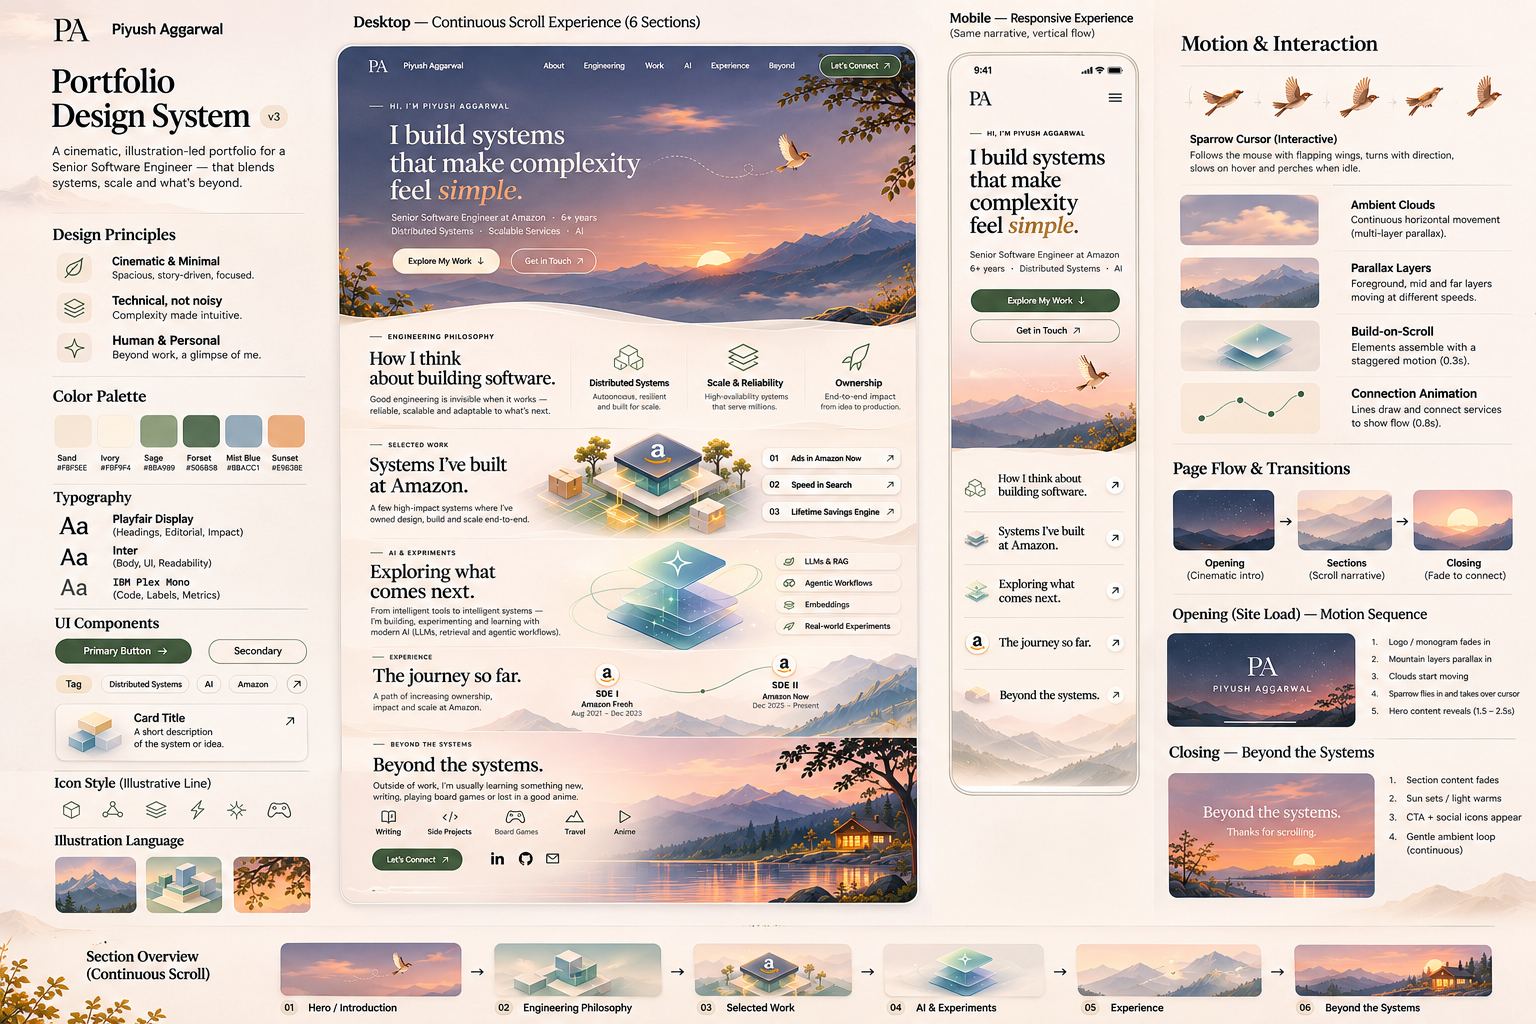 PA Piyush Aggarwal
Portfolio
Design System v3
A cinematic, illustration-led portfolio for a
Senior Software Engineer — that blends
systems, scale and what's beyond.
Design Principles
Cinematic & Minimal
Spacious, story-driven, focused.
Technical, not noisy
Complexity made intuitive.
Human & Personal
Beyond work, a glimpse of me.
Color Palette
Sand Ivory Sage Forset Mist Blue Sunset
#FBF5EE #FBF9F4 #8BA989 #S06BS8 #BBACC1 #E9B3BE
Typography
Aa Playfair Display
(Headings, Editorial, Impact)
Aa Inter
(Body, UI, Readability)
Aa IBM Plex Mono
(Code, Labels, Metrics)
UI Components
Primary Button → Secondary
Tag Distributed Systems AI Amazon ↗
Card Title ↗
A short description
of the system or idea.
Icon Style (Illustrative Line)
Illustration Language
Desktop — Continuous Scroll Experience (6 Sections)
PA Piyush Aggarwal About Engineering Work AI Experience Beyond Let's Connect ↗
— HI, I'M PIYUSH AGGARWAL
I build systems
that make complexity
feel simple.
Senior Software Engineer at Amazon · 6+ years
Distributed Systems · Scalable Services · AI
Explore My Work ↓ Get in Touch ↗
— ENGINEERING PHILOSOPHY
How I think
about building software.
Good engineering is invisible when it works —
reliable, scalable and adaptable to what's next.
Distributed Systems
and built for scale.
Scale & Reliability
High-availability systems
that serve millions.
Ownership
End-to-end impact
from idea to production.
— SELECTED WORK
Systems I've built
at Amazon.
A few high-impact systems where I've
owned design, build and scale end-to-end.
a
01 Ads in Amazon Now ↗
02 Speed in Search ↗
03 Lifetime Savings Engine ↗
— AI & EXPRIMENTS
Exploring what
comes next.
From intelligent tools to intelligent systems —
I'm building, experimenting and learning with
modern AI (LLMs, retrieval and agentic workflows).
LLMs & RAG
Agentic Workflows
Embeddings
Real-world Experiments
— EXPERIENCE
The journey so far.
A path of increasing ownership,
impact and scale at Amazon.
a
SDE I
Amazon Freoh
Aug 2021 – Dec 2023
a
SDE II
Amazon Now
Dec 2025 – Present
— BEYOND THE SYSTEMS
Beyond the systems.
Outside of work, I'm usually learning something new,
writing, playing board games or lost in a good anime.
Writing Side Projects Board Games Travel Anime
Let's Connect ↗ in
Mobile — Responsive Experience
(Same narrative, vertical flow)
9:41
PA
— HI, I'M PIYUSH AGGARWAL
I build systems
that make
complexity
feel simple.
Senior Software Engineer at Amazon
6+ years · Distributed Systems · AI
Explore My Work ↓
Get in Touch ↗
How I think about
building software. ↗
Systems I've built
at Amazon. ↗
Exploring what
comes next. ↗
a The journey so far. ↗
Beyond the systems. ↗
Motion & Interaction
Sparrow Cursor (Interactive)
Follows the mouse with flapping wings, turns with direction,
slows on hover and perches when idle.
Ambient Clouds
Continuous horizontal movement
(multi-layer parallax).
Parallax Layers
Foreground, mid and far layers
moving at different speeds.
Build-on-Scroll
Elements assemble with a
staggered motion (0.3s).
Connection Animation
Lines draw and connect services
to show flow (0.8s).
Page Flow & Transitions
→ →
Opening
(Cinematic intro)
Sections
(Scroll narrative)
Closing
(Fade to connect)
Opening (Site Load) — Motion Sequence
PA
PIYUSH AGGARWAL
1. Logo / monogram fades in
2. Mountain layers parallax in
3. Clouds start moving
4. Sparrow flies in and takes over cursor
5. Hero content reveals (1.5 – 2.5s)
Closing — Beyond the Systems
Beyond the systems.
Thanks for scrolling.
1. Section content fades
2. Sun sets / light warms
3. CTA + social icons appear
4. Gentle ambient loop
(continuous)
Section Overview
(Continuous Scroll)
→ → → → →
01 Hero / Introduction
02 Engineering Philosophy
a
03 Selected Work
04 AI & Experiments
05 Experience
06 Beyond the Systems